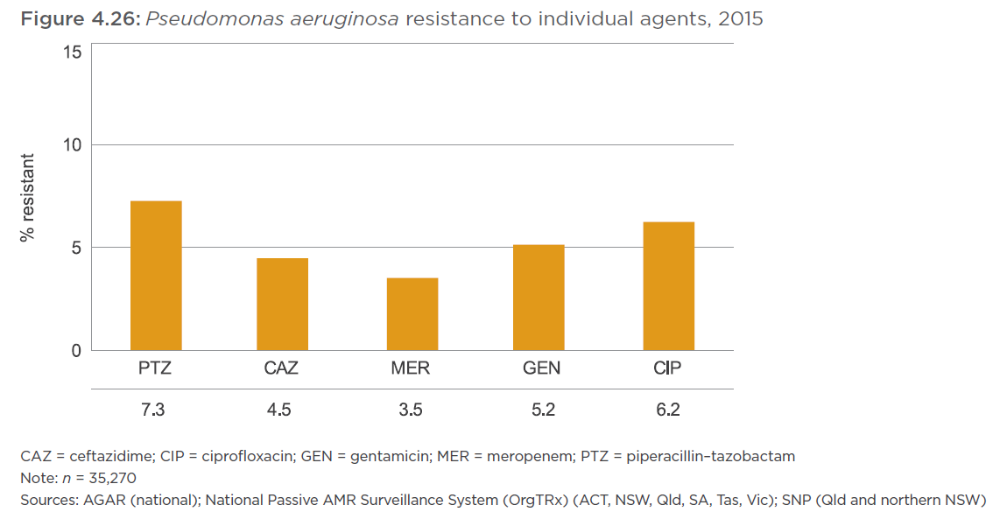 Figure 4.26: Pseudomonas aeruginosa resistance to individual agents, 2015
15
10
5
0
% resistant
PTZ CAZ MER GEN CIP
7.3 4.5 3.5 5.2 6.2
CAZ = ceftazidime; CIP = ciprofloxacin; GEN = gentamicin; MER = meropenem; PTZ = piperacillin–tazobactam
Note: n = 35,270
Sources: AGAR (national); National Passive AMR Surveillance System (OrgTRx) (ACT, NSW, Qld, SA, Tas, Vic); SNP (Qld and northern NSW)